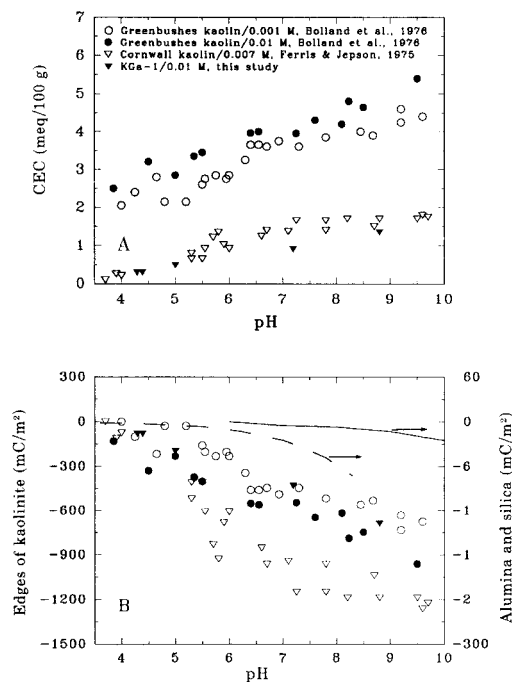 Greenbushes kaolin/0.001 M, Bolland et al., 1976
Greenbushes kaolin/0.01 M, Bolland et al., 1976
Cornwall kaolin/0.007 M, Ferris & Jepson, 1975
KGa-1/0.01 M, this study
CEC (meq/100 g)
7
6
5
4
3
2
1
0
A
4 5 6 7 8 9 10
pH
Edges of kaolinite (mC/m²)
300
0
-300
-600
-900
-1200
-1500
B
60
0
-6
-1
-1
-2
-300
Alumina and silica (mC/m²)
4 5 6 7 8 9 10
pH